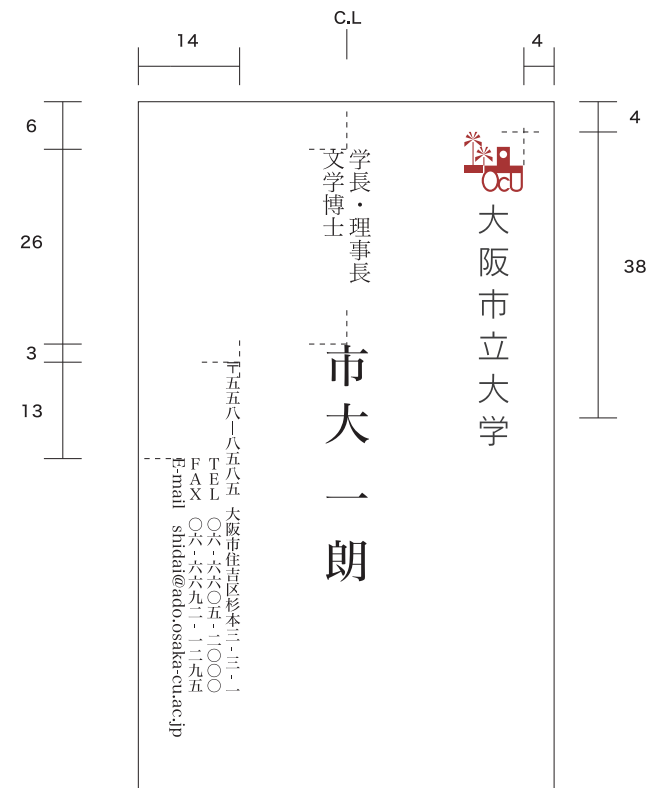 C.L
14
4
6
26
3
13
4
38
OCU
大阪市立大学
学長・理事長
文学博士
市大 一朗
〒五五八―八五八五 大阪市住吉区杉本三-三-一
TEL 〇六-六六〇五-二〇〇〇
FAX 〇六-六六九二-一二九五
E-mail shidai@ado.osaka-cu.ac.jp